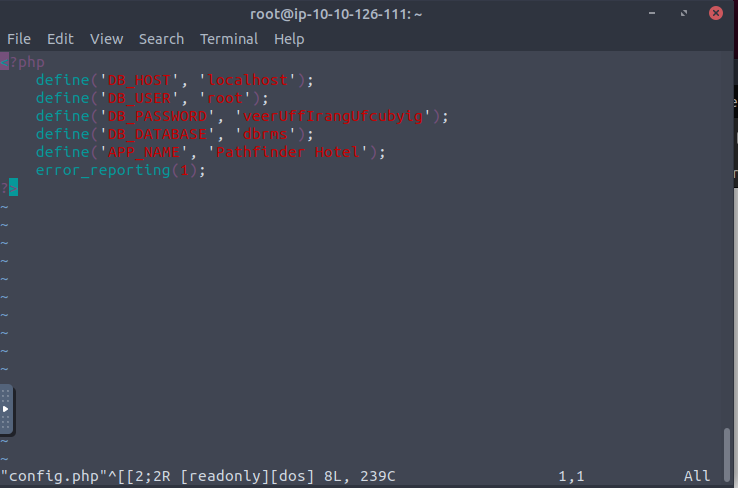 root@ip-10-10-126-111: ~
File Edit View Search Terminal Help
<?php
define('DB_HOST', 'localhost');
define('DB_USER', 'root');
define('DB_PASSWORD', 'veerUffIrangUfcubylg');
define('DB_DATABASE', 'dbrms');
define('APP_NAME', 'Pathfinder Hotel');
error_reporting(1);
?>
~
~
~
~
~
~
~
~
~
~
~
~
"config.php"^[[2;2R [readonly][dos] 8L, 239C 1,1 All